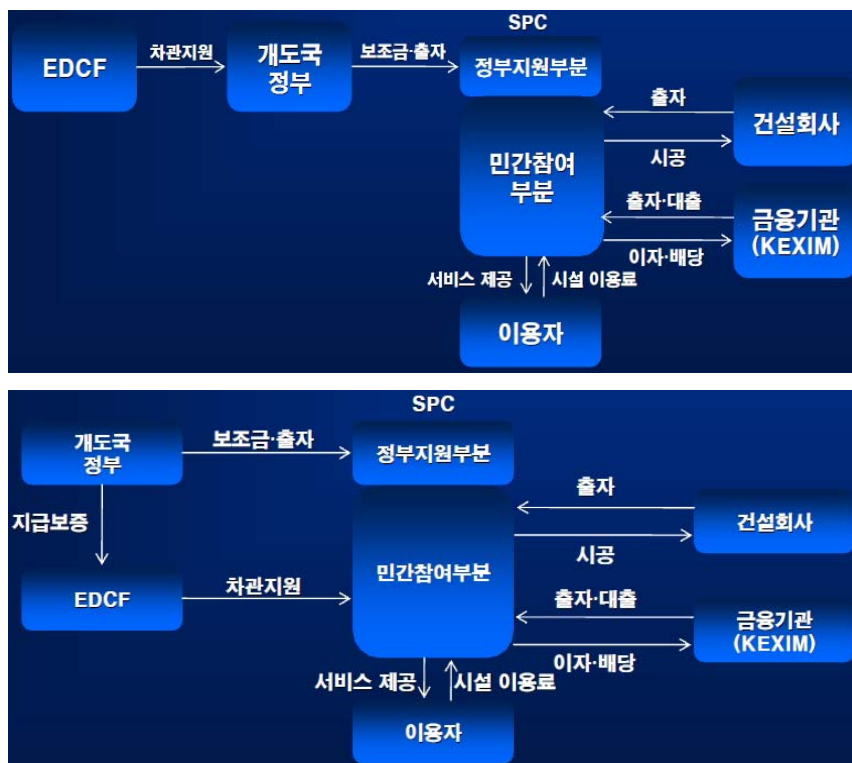 SPC
EDCF
차관지원
개도국
정부
보조금·출자
정부지원부분
민간참여
부분
출자
시공
건설회사
출자·대출
이자·배당
금융기관
(KEXIM)
서비스 제공
시설 이용료
이용자
SPC
개도국
정부
보조금·출자
정부지원부분
지급보증
EDCF
차관지원
민간참여부분
출자
시공
건설회사
출자·대출
이자·배당
금융기관
(KEXIM)
서비스 제공
시설 이용료
이용자